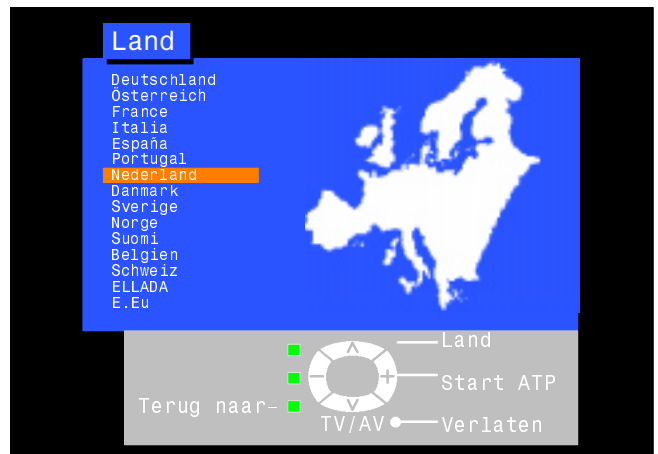 Land
Deutschland
Österreich
France
Italia
España
Portugal
Nederland
Danmark
Sverige
Norge
Suomi
Belgien
Schweiz
ELLADA
E.Eu
Land
Start ATP
Terug naar
TV/AV
Verlaten